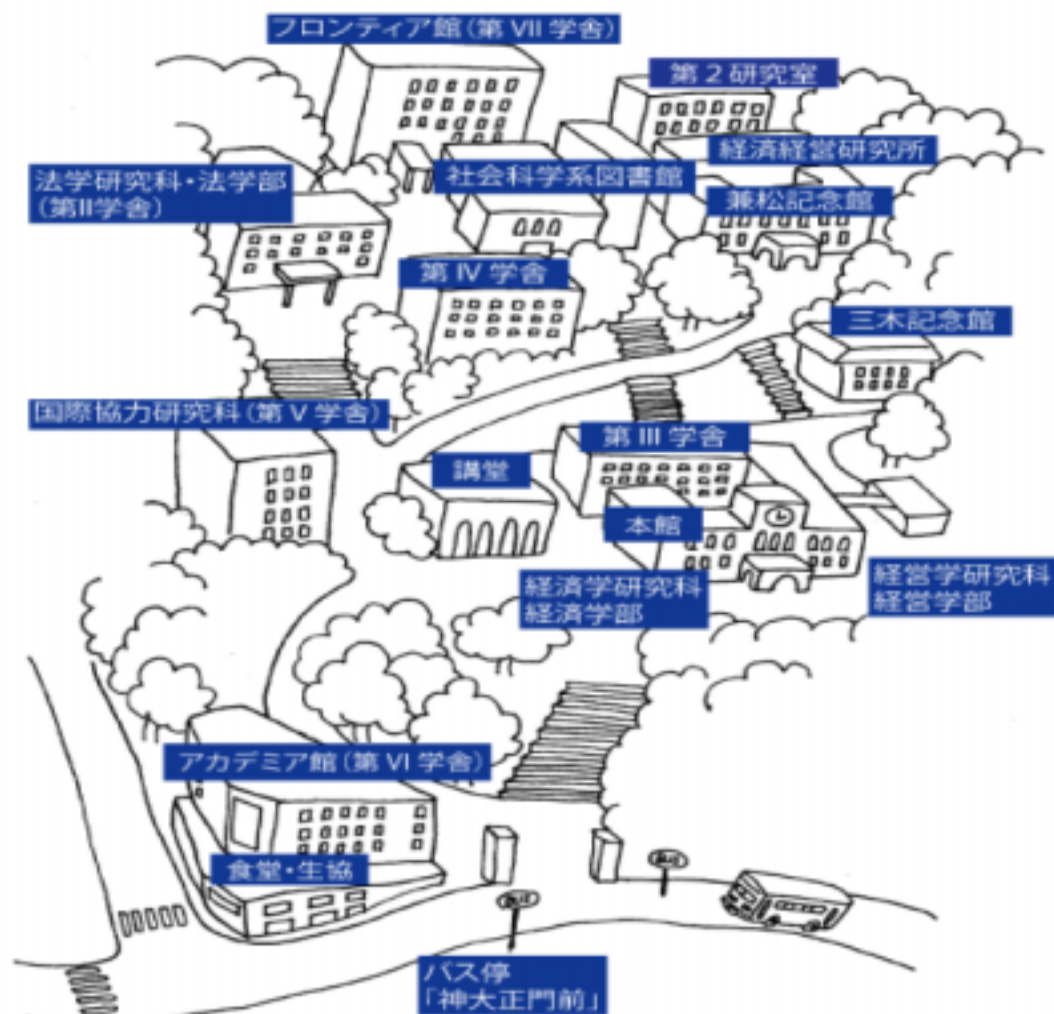 フロンティア館(第 VII 学舎)
第2研究室
経済経営研究所
社会科学系図書館
法学研究科・法学部
(第II学舎)
兼松記念館
第 IV 学舎
三木記念館
国際協力研究科(第 V 学舎)
第 III 学舎
講堂
本館
経済学研究科
経済学部
経営学研究科
経営学部
アカデミア館(第 VI 学舎)
食堂・生協
バス停
「神大正門前」